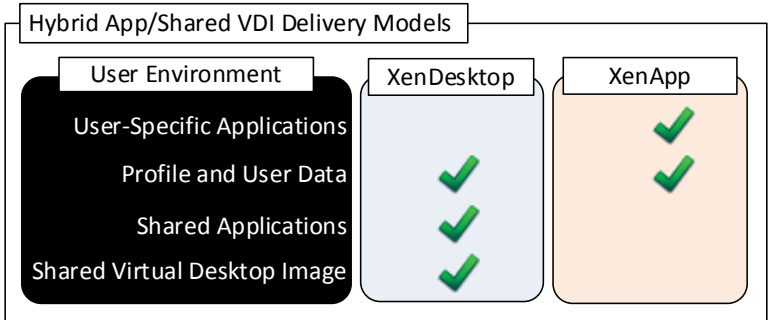 Hybrid App/Shared VDI Delivery Models
User Environment
XenDesktop
XenApp
User-Specific Applications
Profile and User Data
Shared Applications
Shared Virtual Desktop Image